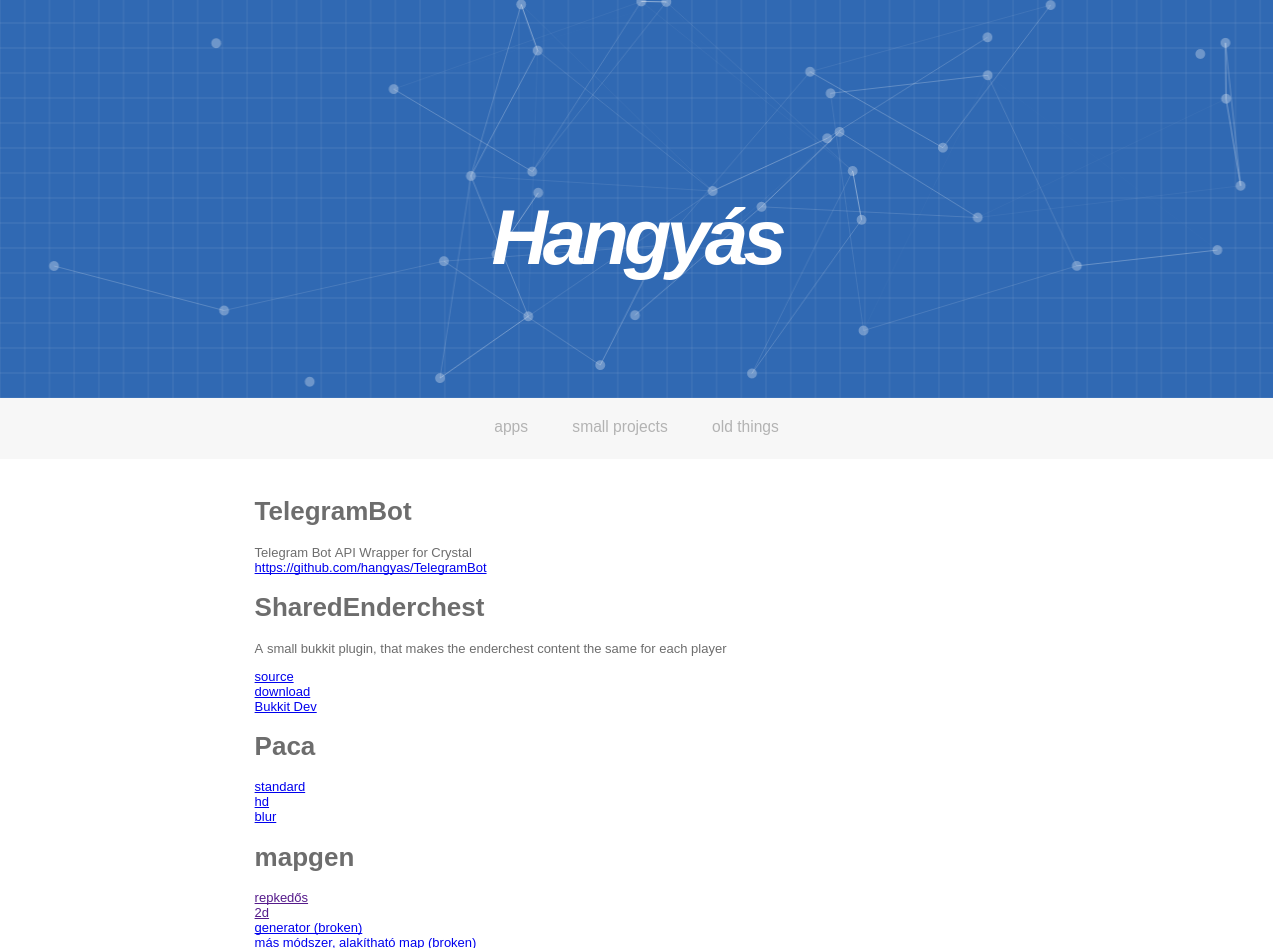 Hangyás
apps small projects old things
TelegramBot
Telegram Bot API Wrapper for Crystal
https://github.com/hangyas/TelegramBot
SharedEnderchest
A small bukkit plugin, that makes the enderchest content the same for each player
source
download
Bukkit Dev
Paca
standard
hd
blur
mapgen
repkedős
2d
generator (broken)
más módszer, alakítható map (broken)